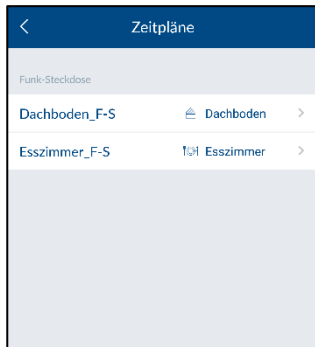 Zeitpläne
Funk-Steckdose
Dachboden_F-S Dachboden
Esszimmer_F-S Esszimmer